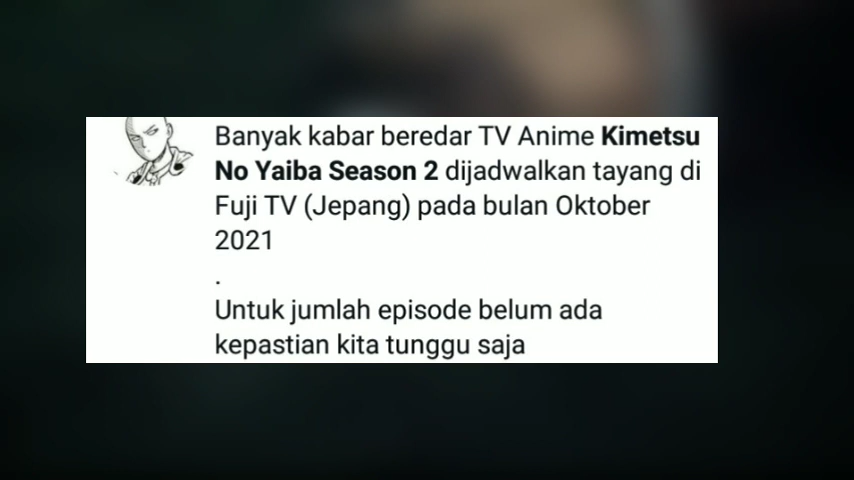 Banyak kabar beredar TV Anime Kimetsu
No Yaiba Season 2 dijadwalkan tayang di
Fuji TV (Jepang) pada bulan Oktober
2021
.
Untuk jumlah episode belum ada
kepastian kita tunggu saja